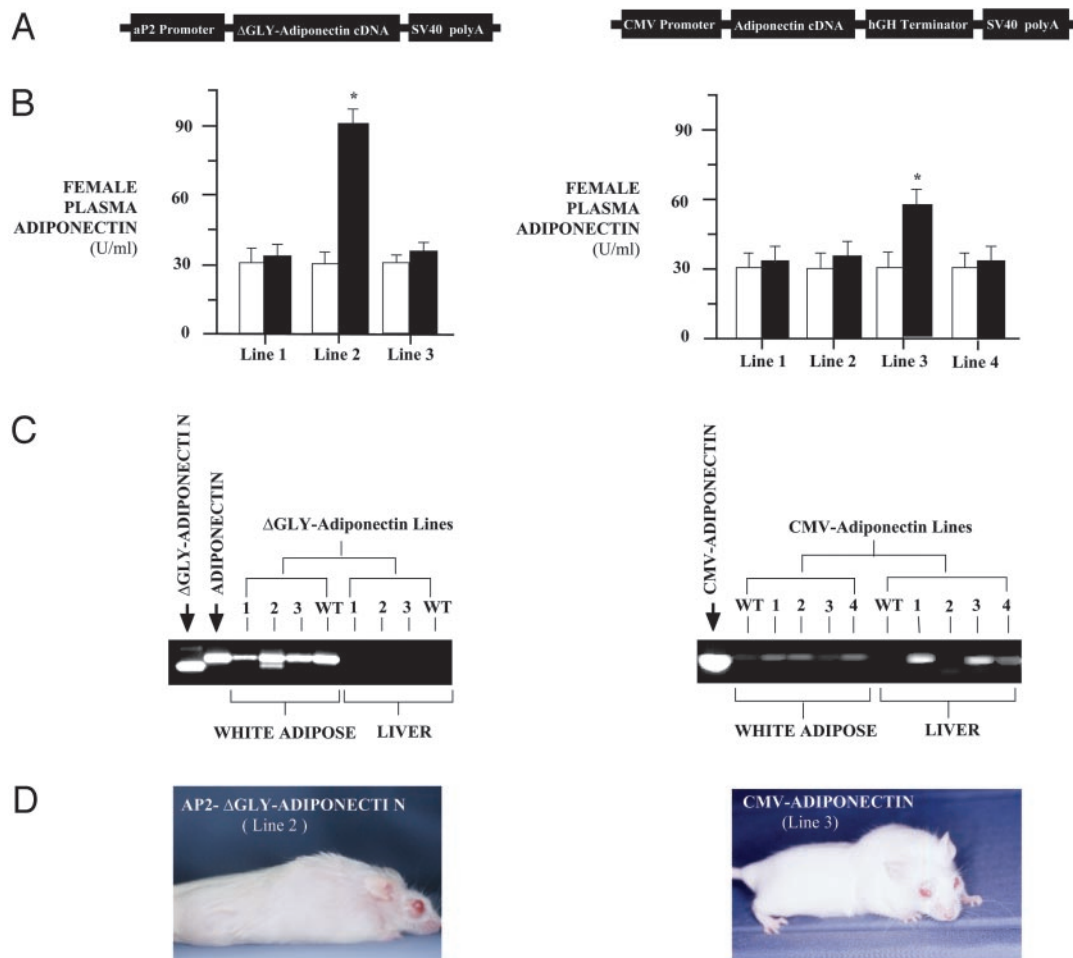 A
aP2 Promoter ΔGLY-Adiponectin cDNA SV40 polyA
CMV Promoter Adiponectin cDNA hGH Terminator SV40 polyA
B
90
60
30
0
FEMALE
PLASMA
ADIPONECTIN
(U/ml)
*
Line 1 Line 2 Line 3
90
60
30
0
FEMALE
PLASMA
ADIPONECTIN
(U/ml)
*
Line 1 Line 2 Line 3 Line 4
C
ΔGLY-ADIPONECTI N
ADIPONECTIN
ΔGLY-Adiponectin Lines
1 2 3 WT 1 2 3 WT
WHITE ADIPOSE LIVER
CMV-ADIPONECTIN
CMV-Adiponectin Lines
WT 1 2 3 4 WT 1 2 3 4
WHITE ADIPOSE LIVER
D
AP2- ΔGLY-ADIPONECTI N
( Line 2 )
CMV-ADIPONECTIN
(Line 3)